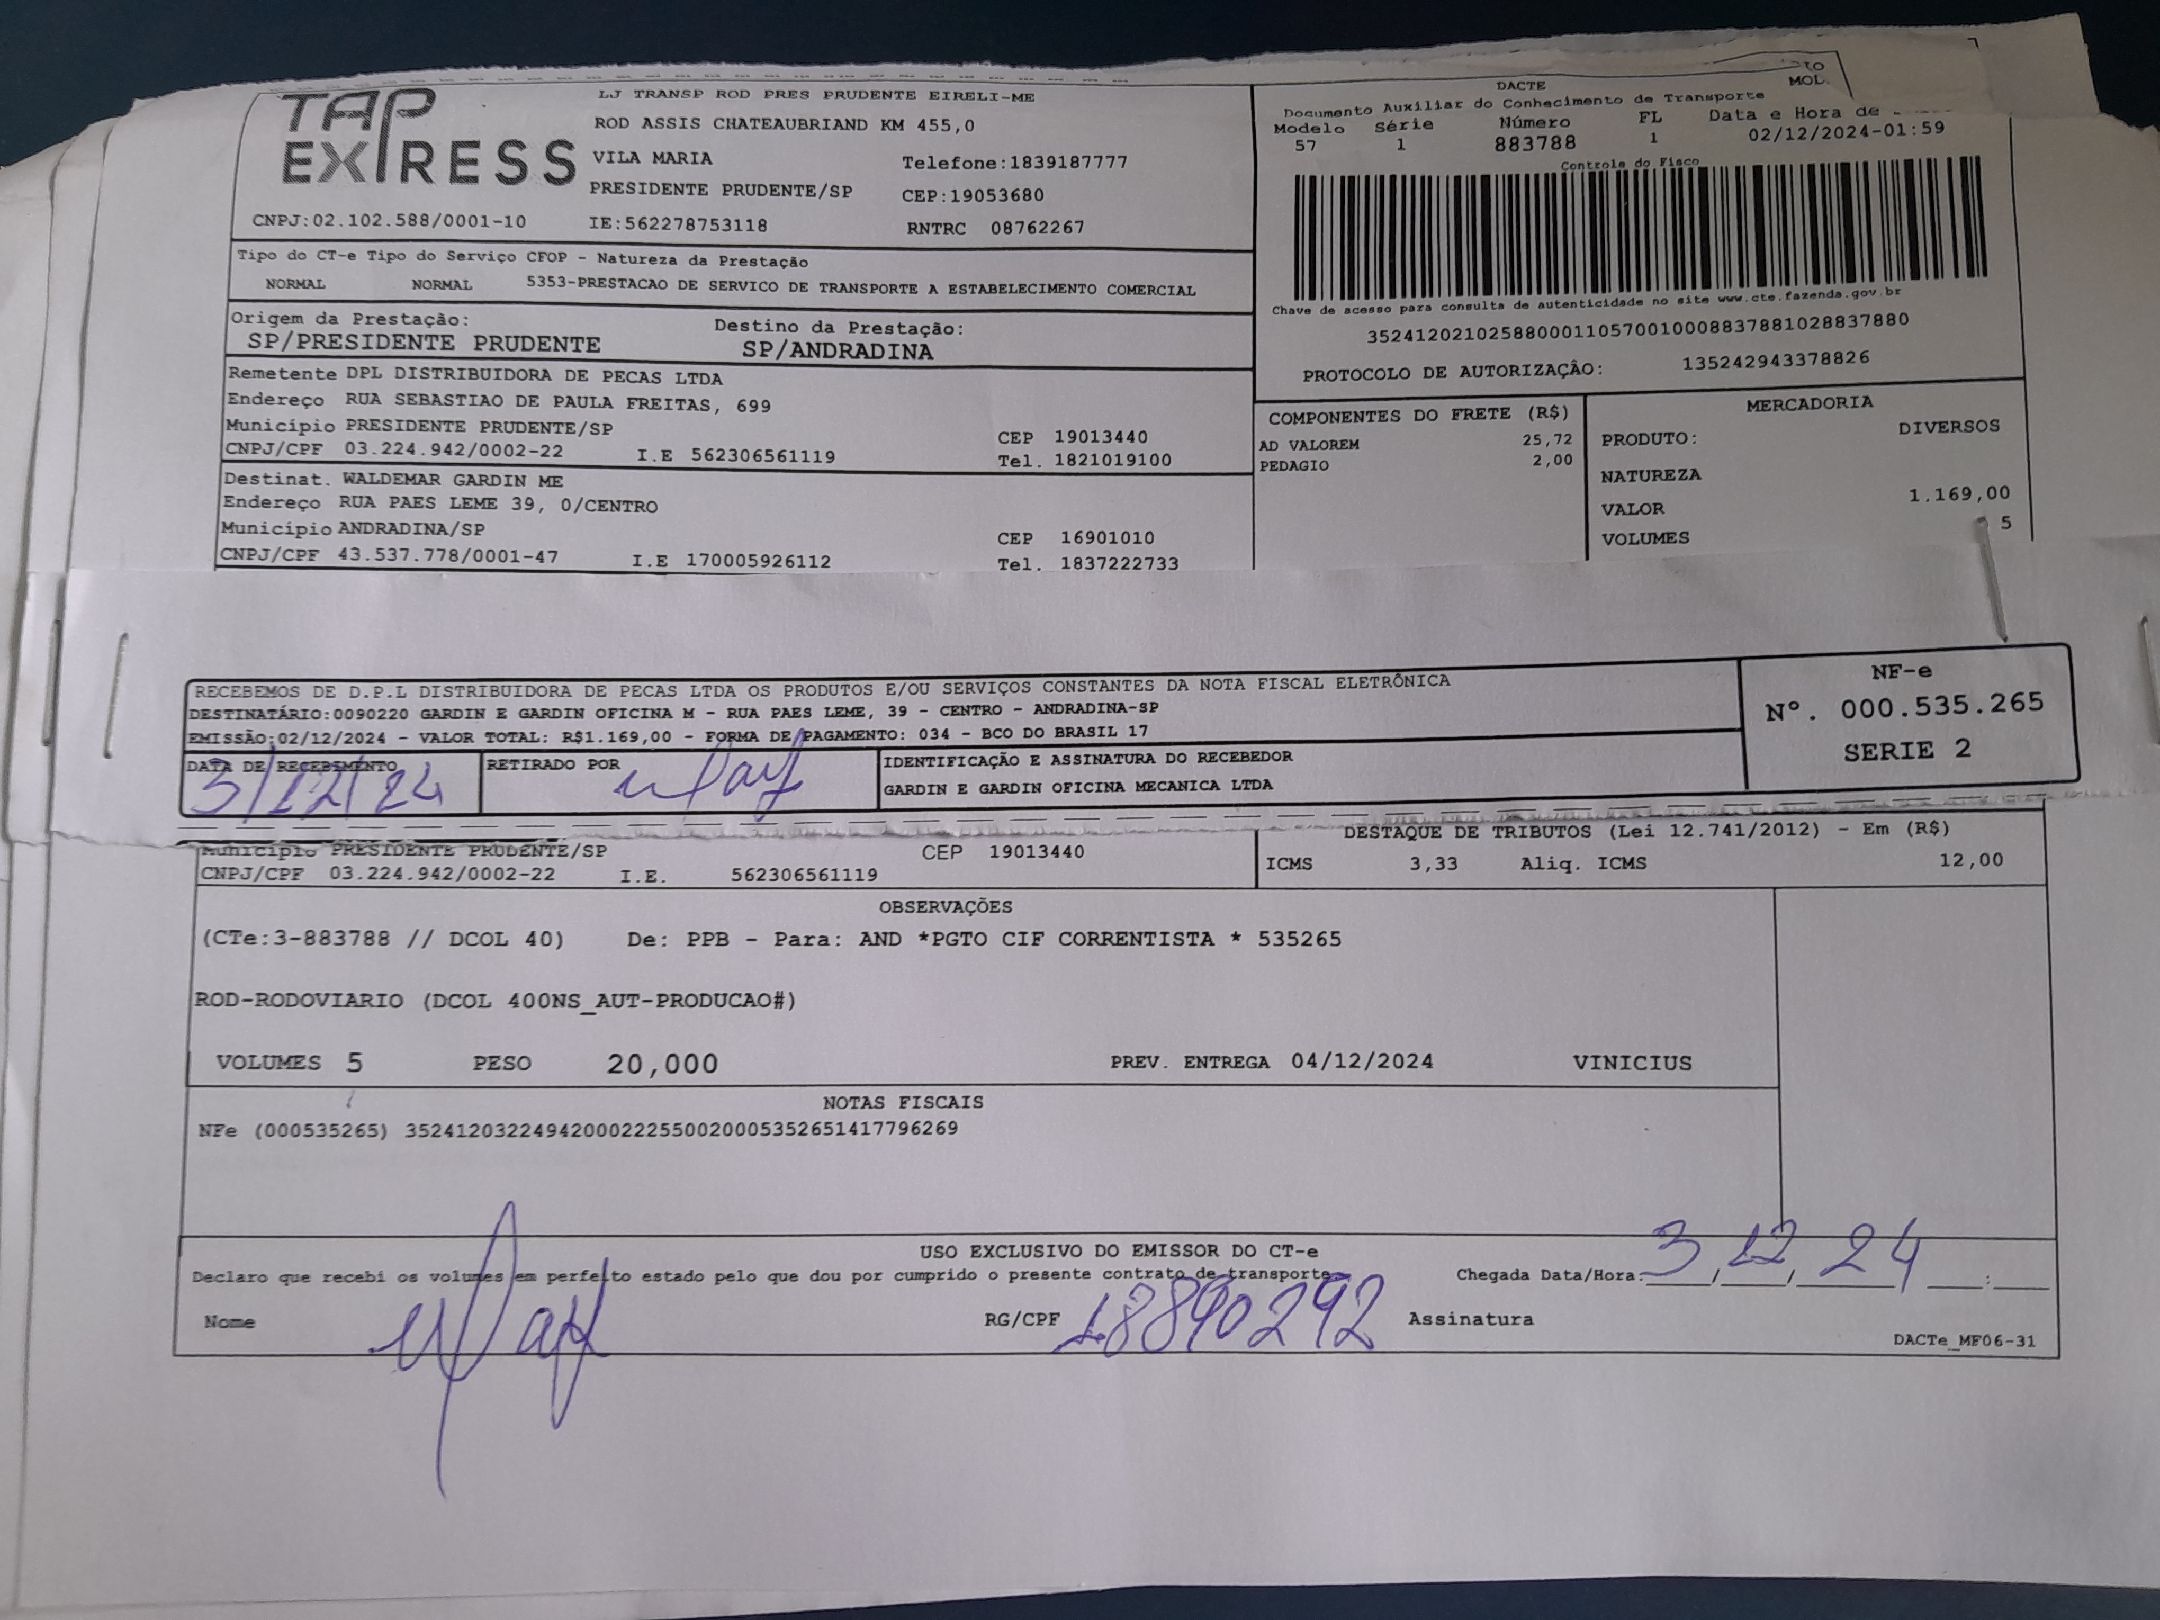 TO
MOL.
TAP
EXPRESS
LJ TRANSP ROD PRES PRUDENTE EIRELI-ME
ROD ASSIS CHATEAUBRIAND KM 455,0
VILA MARIA Telefone:1839187777
PRESIDENTE PRUDENTE/SP CEP:19053680
CNPJ:02.102.588/0001-10 IE:562278753118 RNTRC 08762267
DACTE
Documento Auxiliar do Conhecimento de Transporte
Modelo Série Número FL Data e Hora de
57 1 883788 1 02/12/2024-01:59
Controle do Fisco
Chave de acesso para consulta de autenticidade no site www.cte.fazenda.gov.br
35241202102588000110570010008837881028837880
PROTOCOLO DE AUTORIZAÇÃO: 135242943378826
Tipo do CT-e Tipo do Serviço CFOP - Natureza da Prestação
NORMAL NORMAL 5353-PRESTACAO DE SERVICO DE TRANSPORTE A ESTABELECIMENTO COMERCIAL
Origem da Prestação: Destino da Prestação:
SP/PRESIDENTE PRUDENTE SP/ANDRADINA
Remetente DPL DISTRIBUIDORA DE PECAS LTDA
Endereço RUA SEBASTIAO DE PAULA FREITAS, 699
Município PRESIDENTE PRUDENTE/SP CEP 19013440
CNPJ/CPF 03.224.942/0002-22 I.E 562306561119 Tel. 1821019100
Destinat. WALDEMAR GARDIN ME
Endereço RUA PAES LEME 39, 0/CENTRO
Município ANDRADINA/SP CEP 16901010
CNPJ/CPF 43.537.778/0001-47 I.E 170005926112 Tel. 1837222733
COMPONENTES DO FRETE (R$)
AD VALOREM 25,72
PEDAGIO 2,00
MERCADORIA
PRODUTO: DIVERSOS
NATUREZA
VALOR 1.169,00
VOLUMES 5
RECEBEMOS DE D.P.L DISTRIBUIDORA DE PECAS LTDA OS PRODUTOS E/OU SERVIÇOS CONSTANTES DA NOTA FISCAL ELETRÔNICA
DESTINATÁRIO:0090220 GARDIN E GARDIN OFICINA M - RUA PAES LEME, 39 - CENTRO - ANDRADINA-SP
EMISSÃO:02/12/2024 - VALOR TOTAL: R$1.169,00 - FORMA DE PAGAMENTO: 034 - BCO DO BRASIL 17
NF-e
Nº. 000.535.265
SERIE 2
DATA DE RECEBIMENTO RETIRADO POR IDENTIFICAÇÃO E ASSINATURA DO RECEBEDOR
3/12/24 GARDIN E GARDIN OFICINA MECANICA LTDA
Município PRESIDENTE PRUDENTE/SP CEP 19013440
CNPJ/CPF 03.224.942/0002-22 I.E. 562306561119
DESTAQUE DE TRIBUTOS (Lei 12.741/2012) - Em (R$)
ICMS 3,33 Aliq. ICMS 12,00
OBSERVAÇÕES
(CTe:3-883788 // DCOL 40) De: PPB - Para: AND *PGTO CIF CORRENTISTA * 535265
ROD-RODOVIARIO (DCOL 400NS_AUT-PRODUCAO#)
VOLUMES 5 PESO 20,000 PREV. ENTREGA 04/12/2024 VINICIUS
NOTAS FISCAIS
NFe (000535265) 35241203224942000222550020005352651417796269
USO EXCLUSIVO DO EMISSOR DO CT-e
Declaro que recebi os volumes em perfeito estado pelo que dou por cumprido o presente contrato de transporte Chegada Data/Hora: 3/12/24 :
Nome RG/CPF 18890292 Assinatura
DACTe_MF06-31